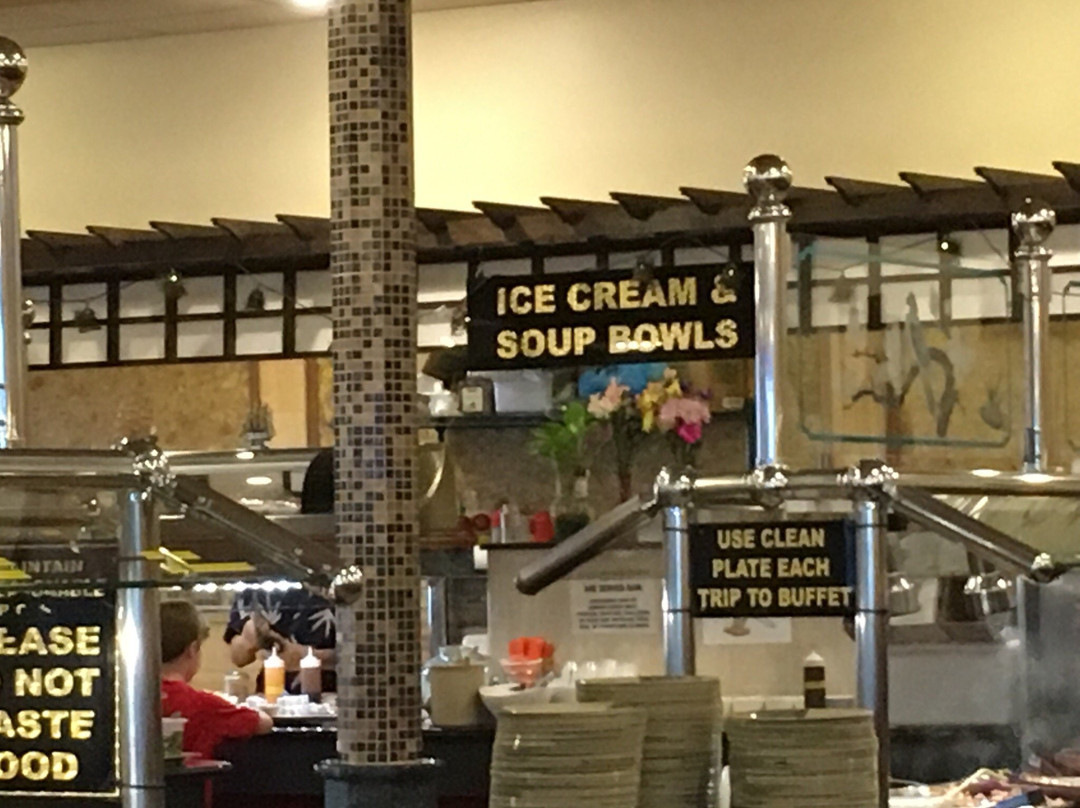 ICE CREAM &
SOUP BOWLS
USE CLEAN
PLATE EACH
TRIP TO BUFFET
EASE
NOT
ASTE
OOD